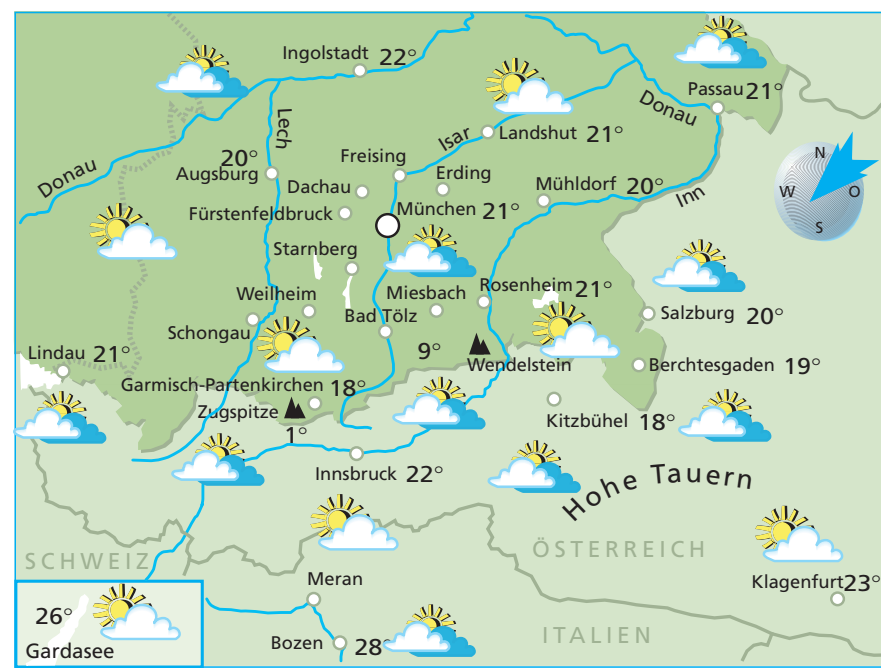 Ingolstadt 22°
Passau 21°
Donau
Lech
Isar
Landshut 21°
Donau
20°
Augsburg
Freising
Erding
Dachau
Mühldorf 20°
Inn
Fürstenfeldbruck
München 21°
N
W
O
S
Starnberg
Weilheim
Miesbach
Rosenheim 21°
Schongau
Bad Tölz
Salzburg 20°
Lindau 21°
9°
Wendelstein
Berchtesgaden 19°
Garmisch-Partenkirchen 18°
Zugspitze
1°
Kitzbühel 18°
Innsbruck 22°
Hohe Tauern
SCHWEIZ
ÖSTERREICH
Meran
Klagenfurt 23°
26°
Gardasee
Bozen 28°
ITALIEN